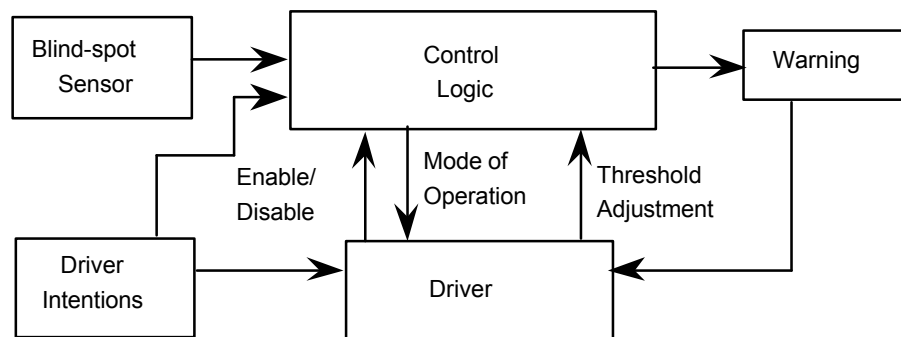 Blind-spot
Sensor
Control
Logic
Warning
Enable/
Disable
Mode of
Operation
Threshold
Adjustment
Driver
Intentions
Driver